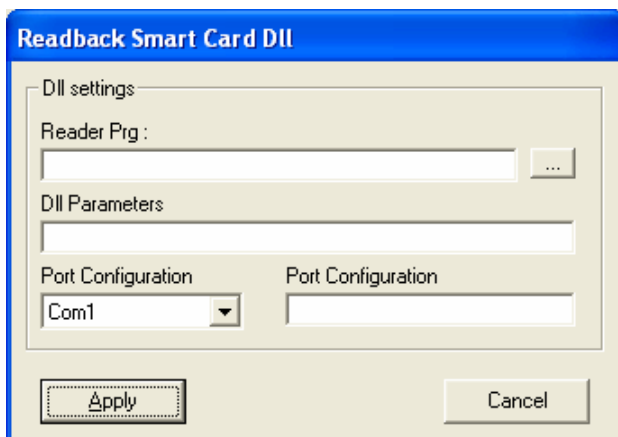 Readback Smart Card Dll
Dll settings
Reader Prg :
...
Dll Parameters
Port Configuration Port Configuration
Com1
Apply Cancel